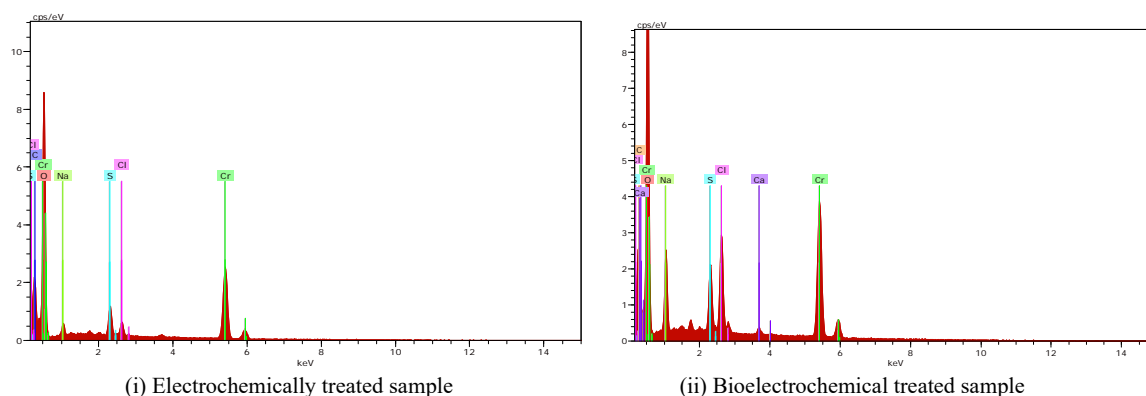 cps/eV
10
8
6
4
2
0
Cl
C
S
Cr
O
Na
S
Cl
Cr
2 4 6 8 10 12 14
keV
(i) Electrochemically treated sample
cps/eV
8
7
6
5
4
3
2
1
0
C
Cl
S
Ca
Cr
O
Na
S
Cl
Ca
Cr
2 4 6 8 10 12 14
keV
(ii) Bioelectrochemical treated sample